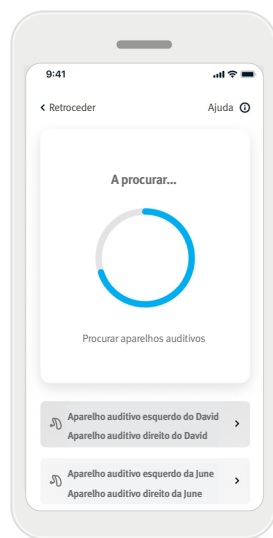 9:41
Retroceder Ajuda
A procurar...
Procurar aparelhos auditivos
Aparelho auditivo esquerdo do David
Aparelho auditivo direito do David
Aparelho auditivo esquerdo da June
Aparelho auditivo direito da June